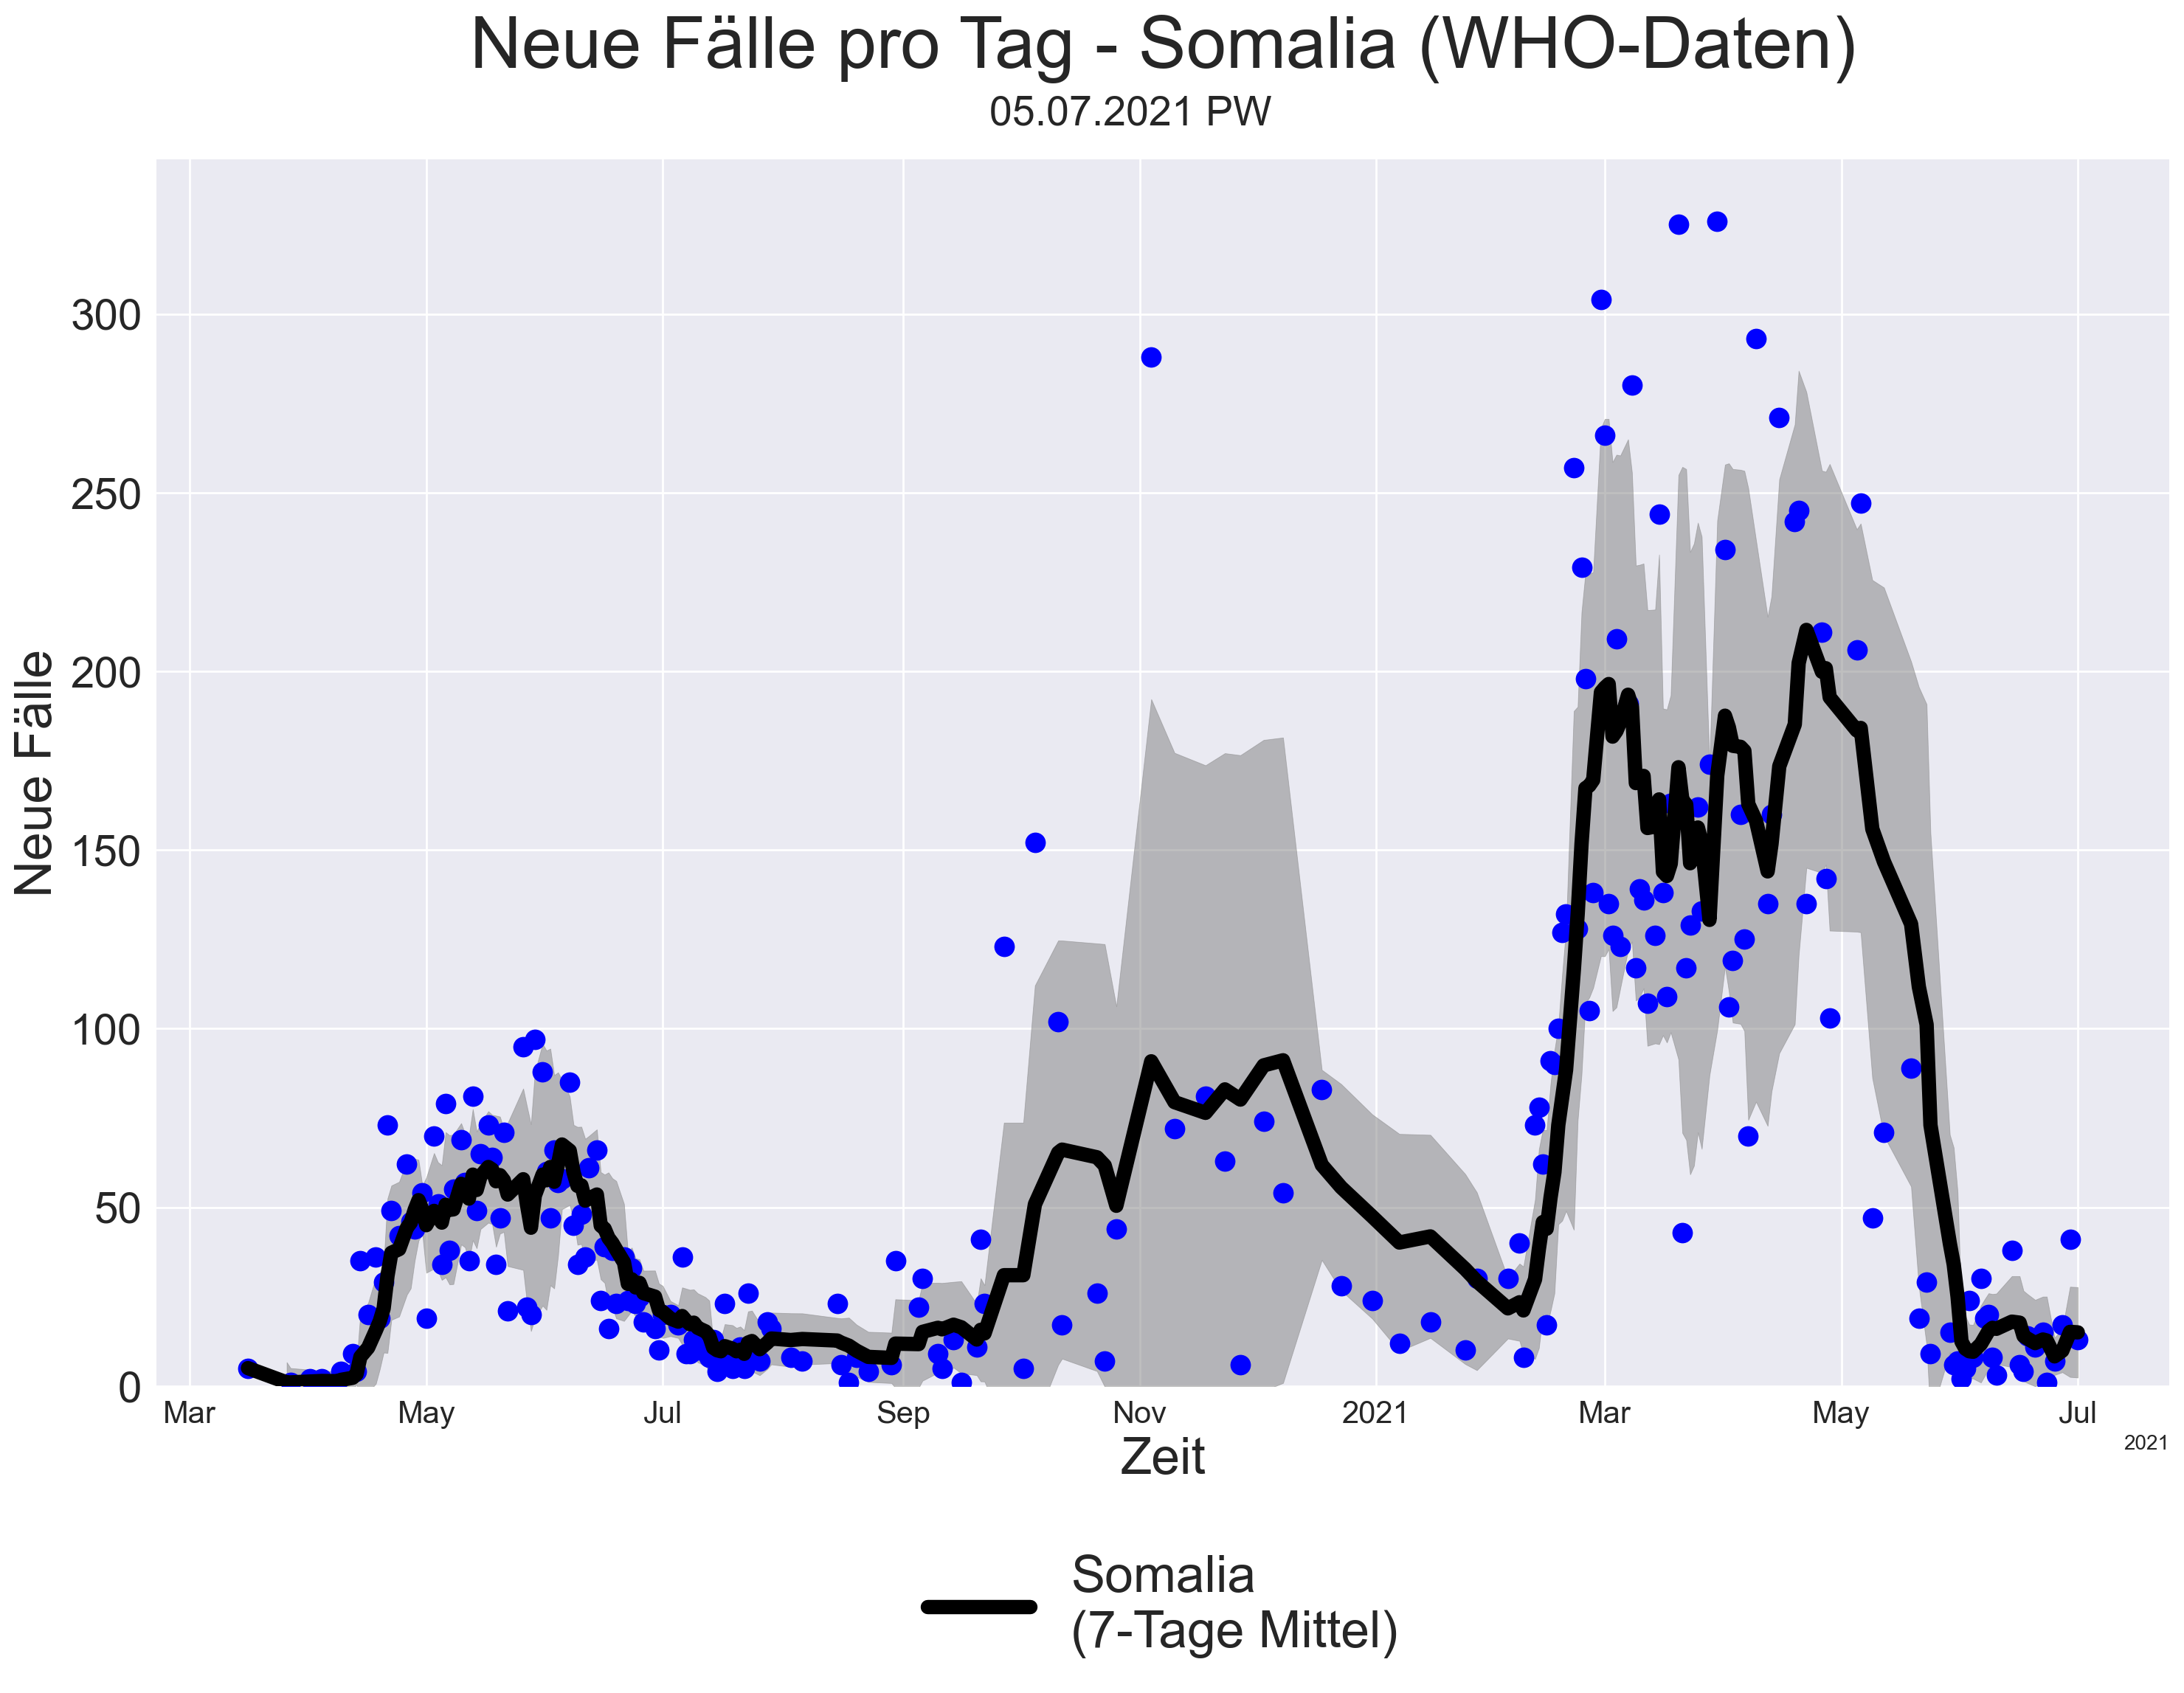 Neue Fälle pro Tag - Somalia (WHO-Daten)
05.07.2021 PW
Neue Fälle
300
250
200
150
100
50
0
Mar May Jul Sep Nov 2021 Mar May Jul
2021
Zeit
Somalia
(7-Tage Mittel)